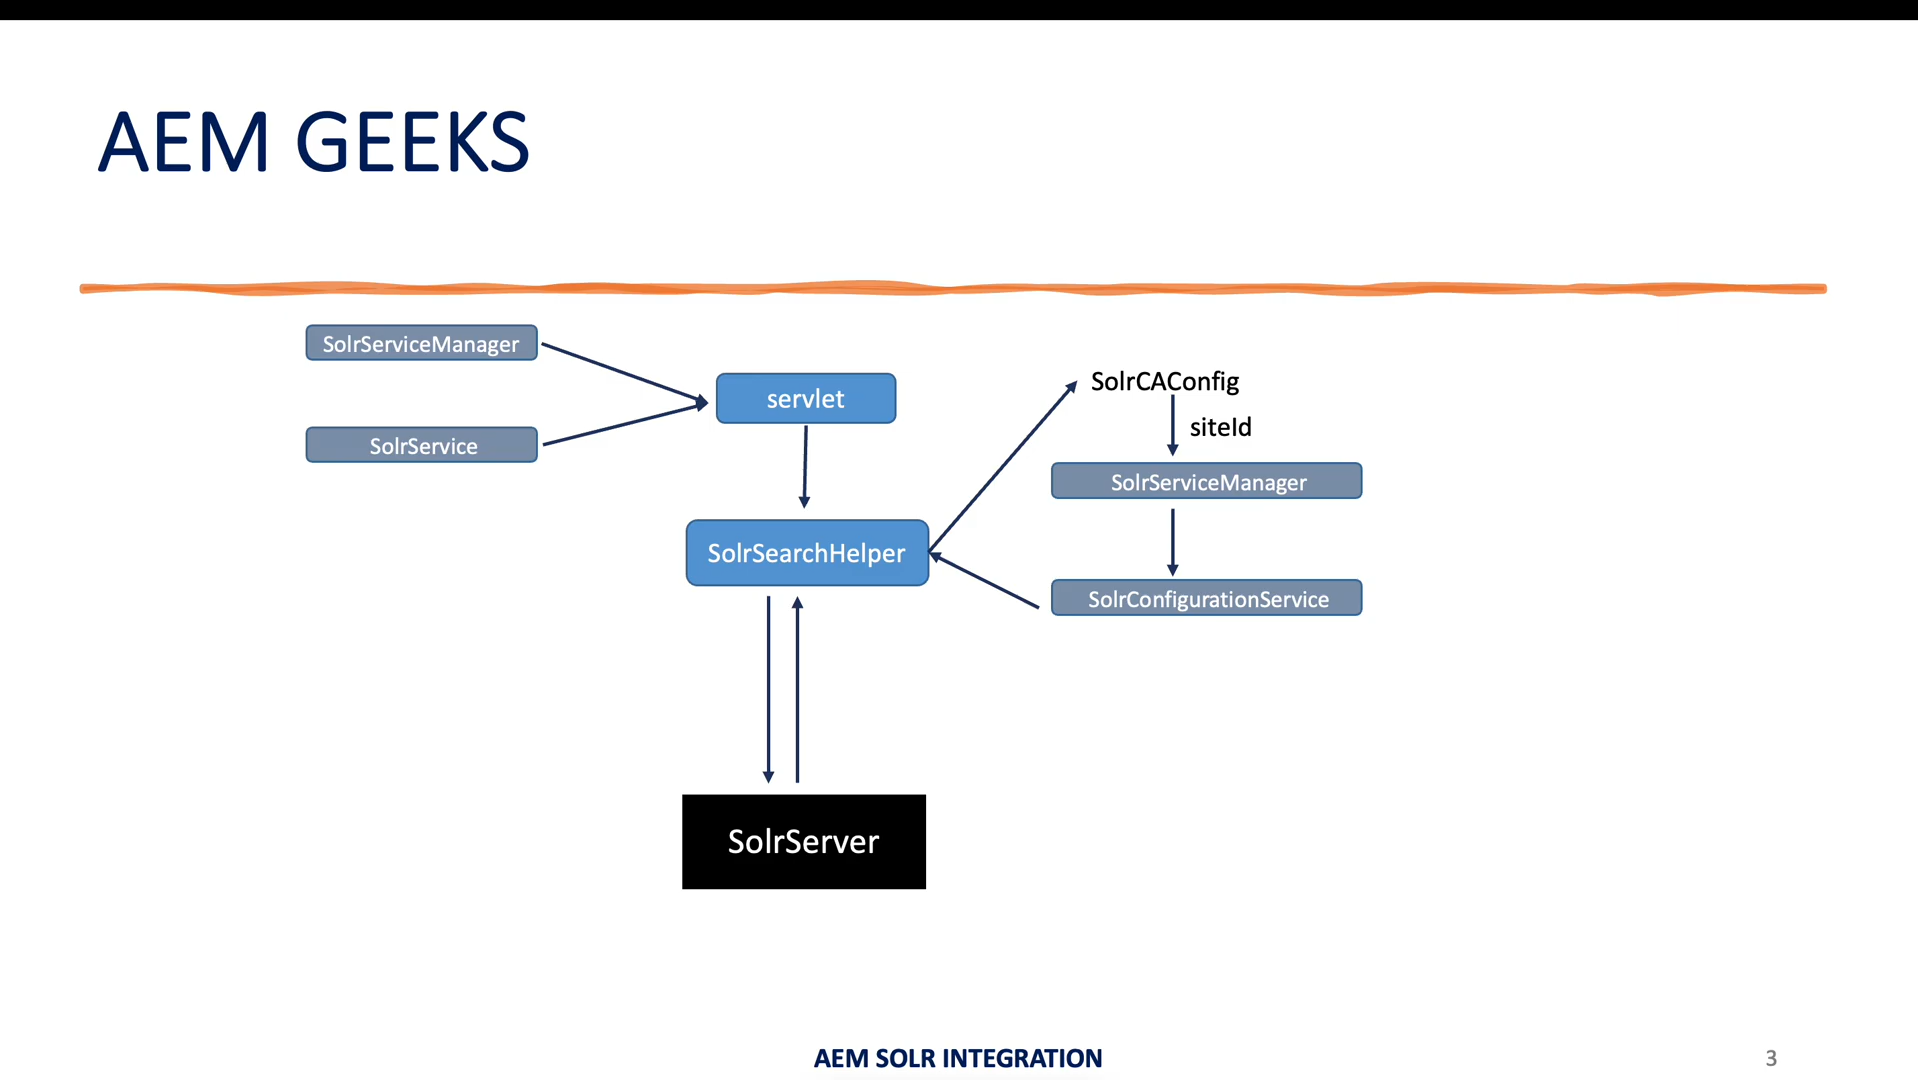 AEM GEEKS
SolrServiceManager
SolrService
servlet
SolrSearchHelper
SolrCAConfig
siteId
SolrServiceManager
SolrConfigurationService
SolrServer
AEM SOLR INTEGRATION
3